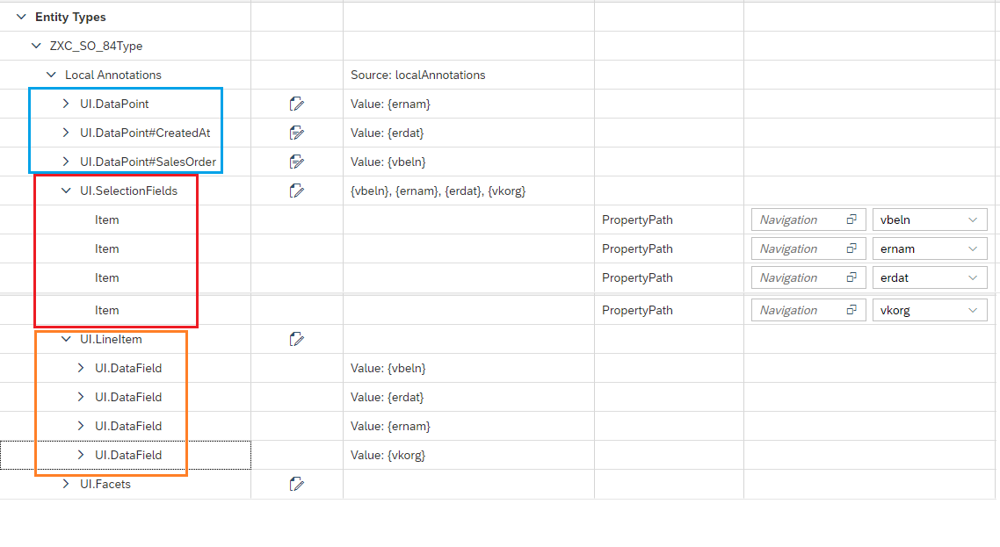 Entity Types
ZXC_SO_84Type
Local Annotations Source: localAnnotations
UI.DataPoint Value: {ernam}
UI.DataPoint#CreatedAt Value: {erdat}
UI.DataPoint#SalesOrder Value: {vbeln}
UI.SelectionFields {vbeln}, {ernam}, {erdat}, {vkorg}
Item PropertyPath Navigation vbeln
Item PropertyPath Navigation ernam
Item PropertyPath Navigation erdat
Item PropertyPath Navigation vkorg
UI.LineItem
UI.DataField Value: {vbeln}
UI.DataField Value: {erdat}
UI.DataField Value: {ernam}
UI.DataField Value: {vkorg}
UI.Facets